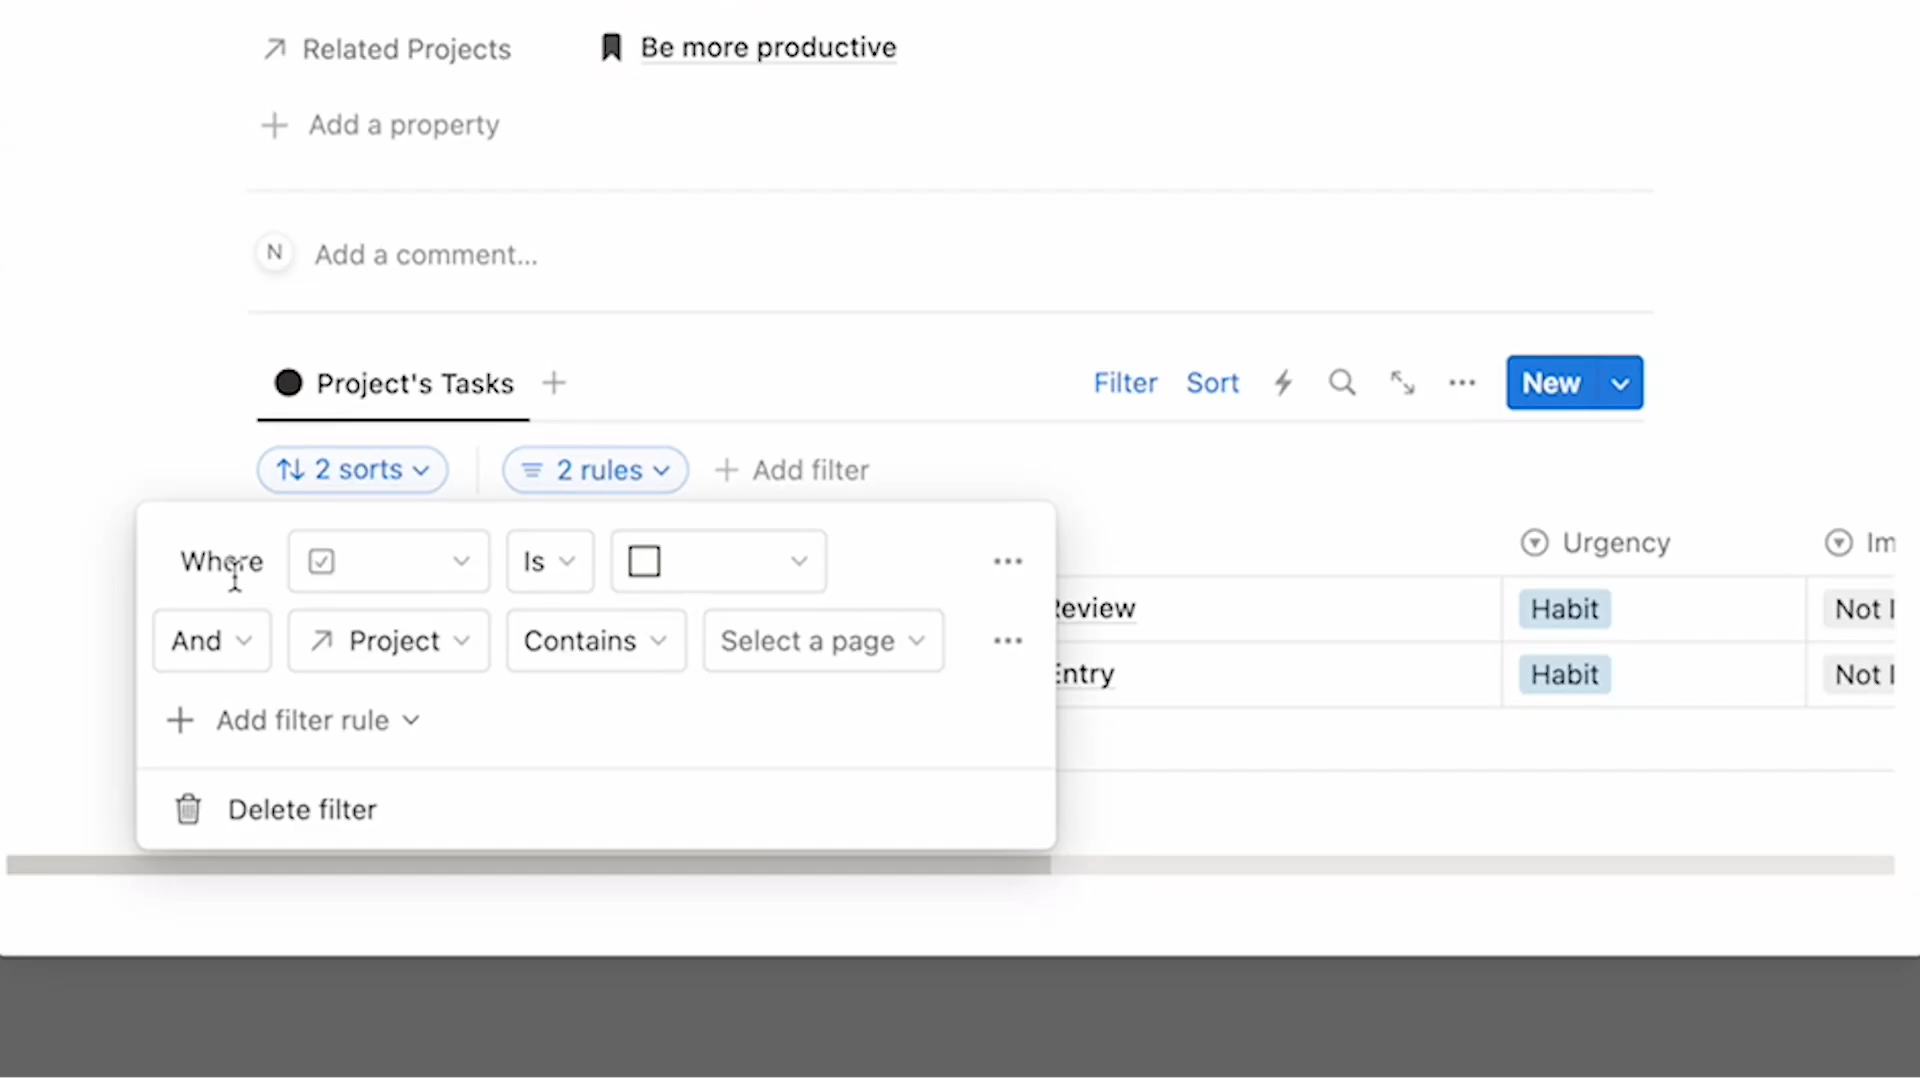 Related Projects Be more productive
Add a property
N Add a comment...
Project's Tasks Filter Sort New
2 sorts 2 rules Add filter
Where Is
Urgency Im
And Project Contains Select a page
Review Habit Not I
Entry Habit Not I
Add filter rule
Delete filter